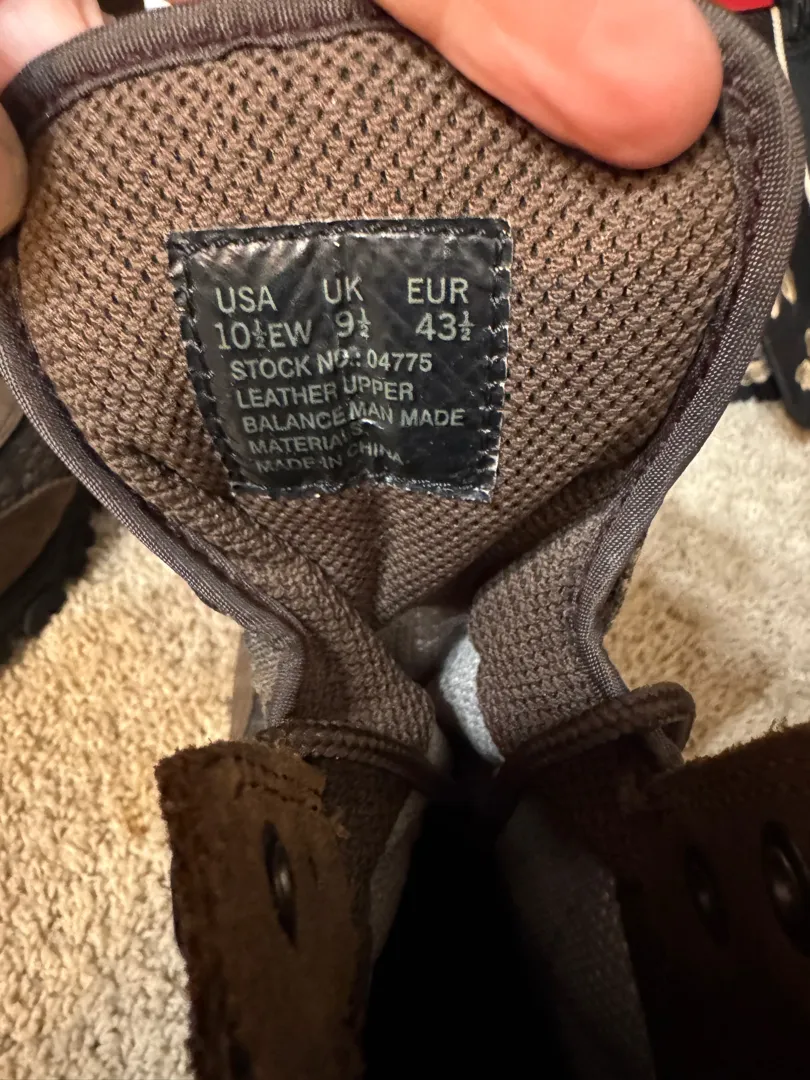 USA UK EUR
10½EW 9½ 43½
STOCK NO.: 04775
LEATHER UPPER
BALANCE MAN MADE
MATERIALS
MADE IN CHINA